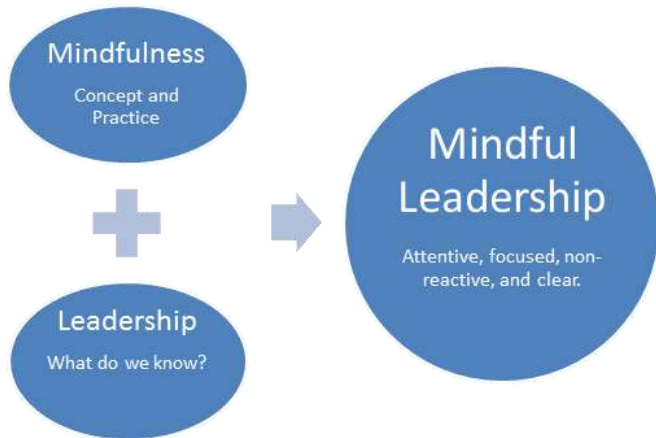 Mindfulness
Concept and
Practice
Leadership
What do we know?
Mindful
Leadership
Attentive, focused, non-
reactive, and clear.